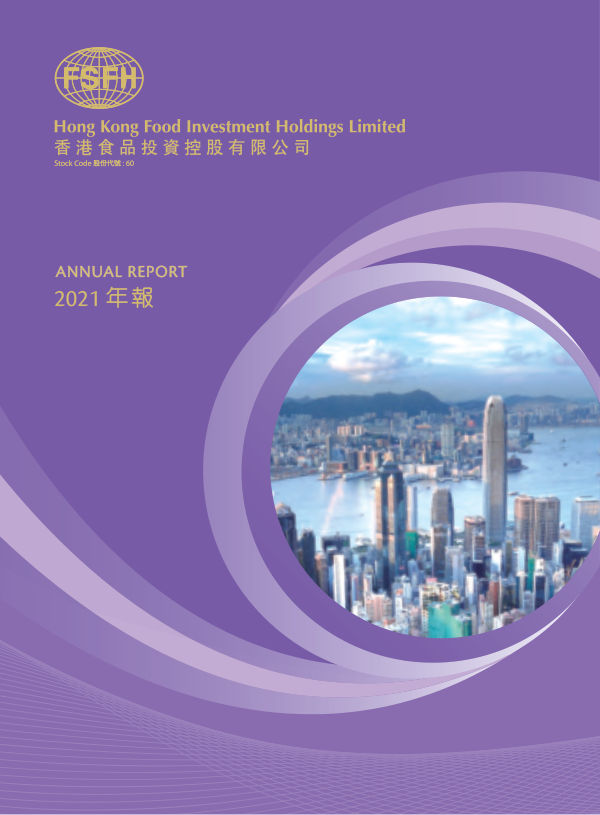 FSFH
Hong Kong Food Investment Holdings Limited
香港食品投資控股有限公司
Stock Code 股份代號 : 60
ANNUAL REPORT
2021 年報